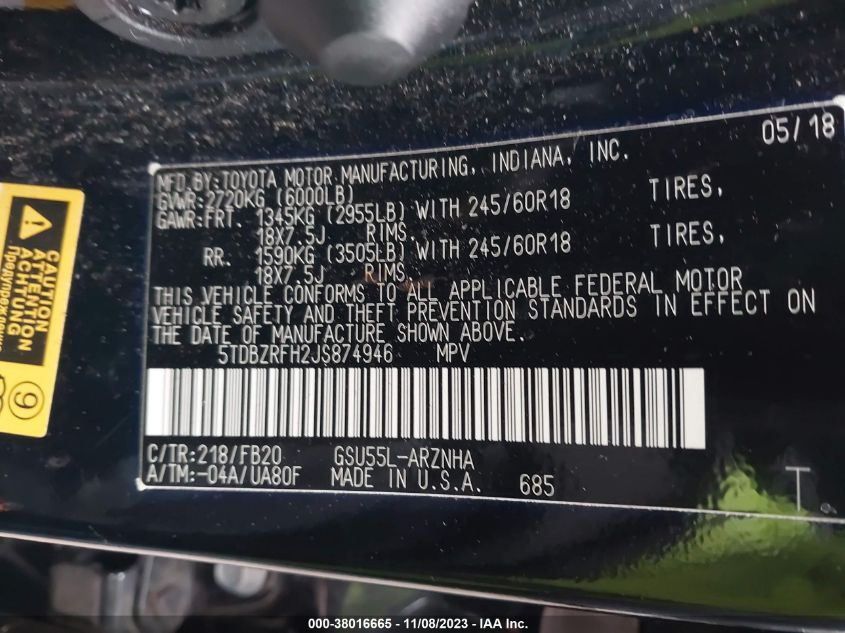 05/18
MFD.BY:TOYOTA MOTOR MANUFACTURING, INDIANA, INC.
GVWR:2720KG (6000LB)
GAWR:FRT. 1345KG (2955LB) WITH 245/60R18 TIRES,
18X7.5J RIMS,
RR. 1590KG (3505LB) WITH 245/60R18 TIRES,
18X7.5J RIMS.
THIS VEHICLE CONFORMS TO ALL APPLICABLE FEDERAL MOTOR
VEHICLE SAFETY AND THEFT PREVENTION STANDARDS IN EFFECT ON
THE DATE OF MANUFACTURE SHOWN ABOVE.
5TDBZRFH2JS874946 MPV
C/TR:218/FB20 GSU55L-ARZNHA
A/TM:-04A/UA80F MADE IN U.S.A. 685
T
CAUTION
ATTENTION
ACHTUNG
9
000-38016665 - 11/08/2023 - IAA Inc.